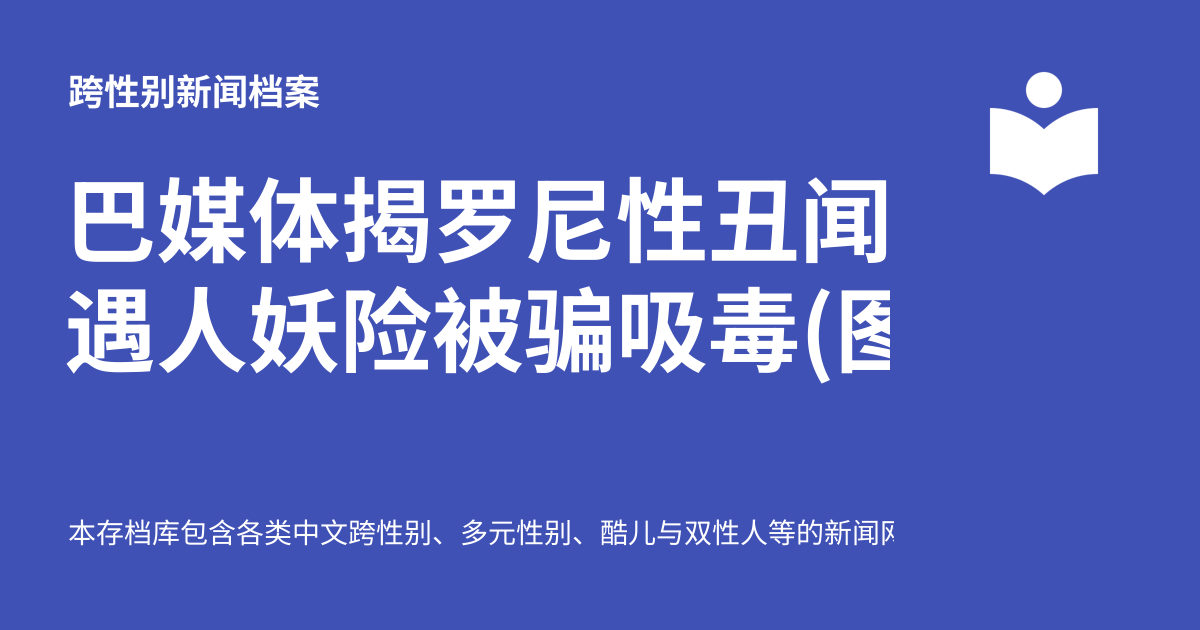 跨性别新闻档案
巴媒体揭罗尼性丑闻
遇人妖险被骗吸毒(图
本存档库包含各类中文跨性别、多元性别、酷儿与双性人等的新闻网